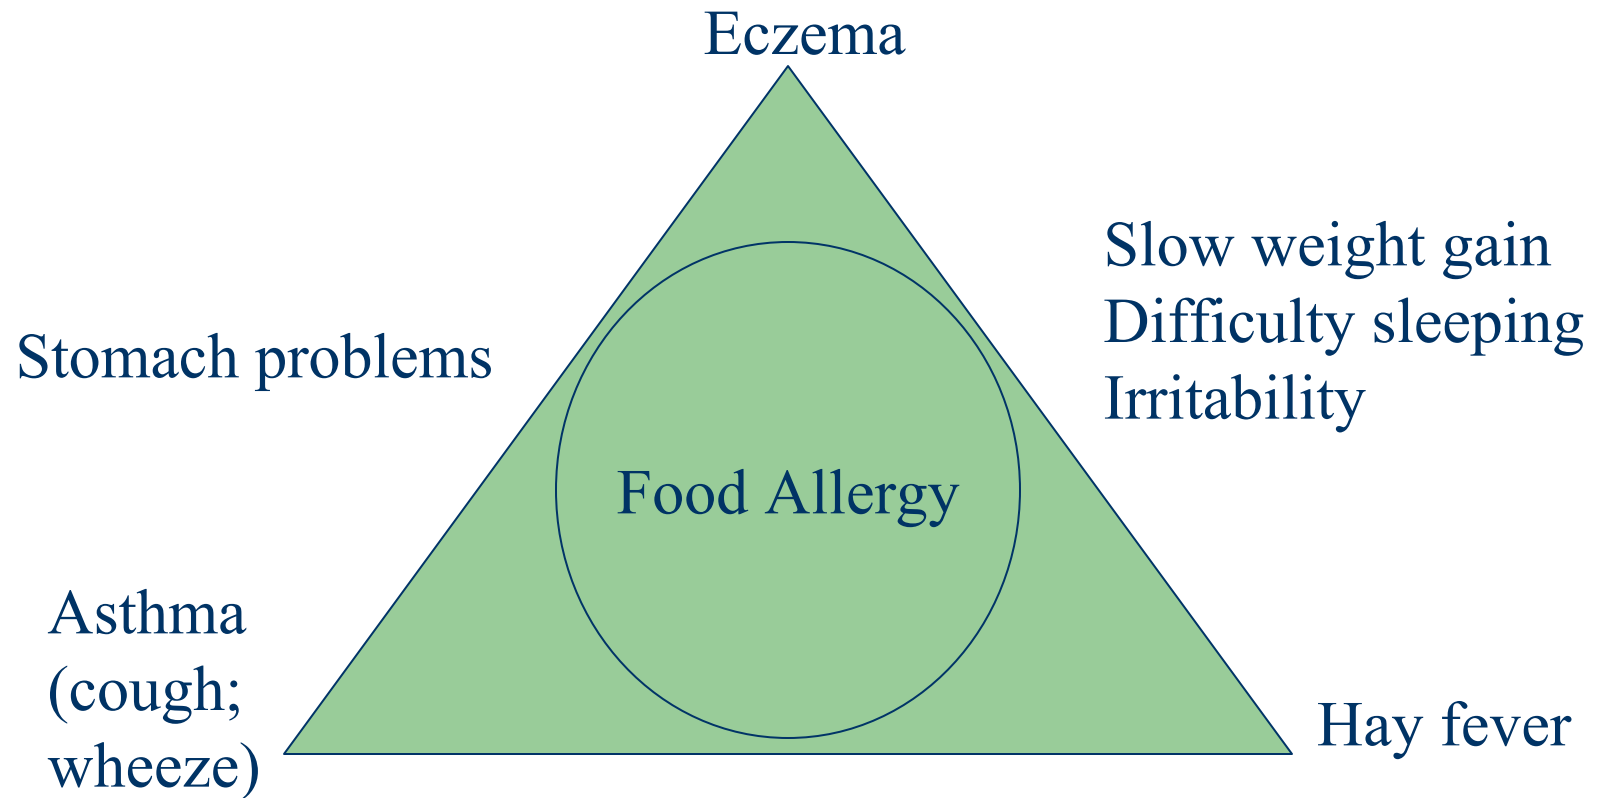 Eczema
Slow weight gain
Difficulty sleeping
Irritability
Stomach problems
Food Allergy
Asthma
(cough;
wheeze)
Hay fever